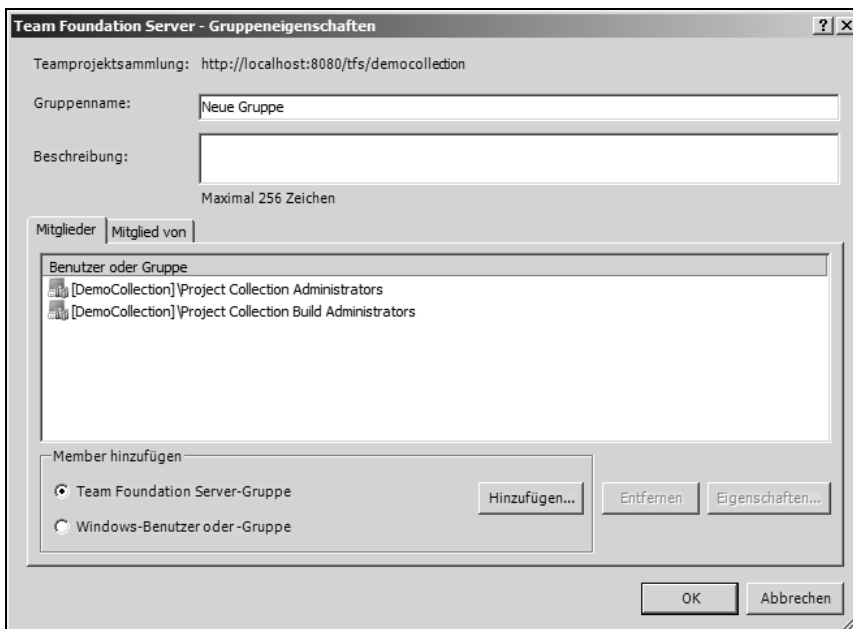 Team Foundation Server - Gruppeneigenschaften
Teamprojektsammlung: http://localhost:8080/tfs/democollection
Gruppenname: Neue Gruppe
Beschreibung:
Maximal 256 Zeichen
Mitglieder Mitglied von
Benutzer oder Gruppe
[DemoCollection]\Project Collection Administrators
[DemoCollection]\Project Collection Build Administrators
Member hinzufügen
Team Foundation Server-Gruppe
Windows-Benutzer oder -Gruppe
Hinzufügen... Entfernen Eigenschaften...
OK Abbrechen